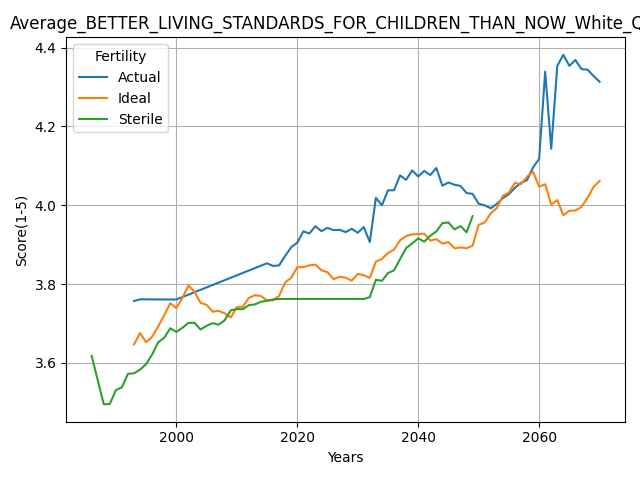 Average_BETTER_LIVING_STANDARDS_FOR_CHILDREN_THAN_NOW_White_Q
Fertility
Actual
Ideal
Sterile
4.4
4.2
4.0
3.8
3.6
Score(1-5)
2000 2020 2040 2060
Years